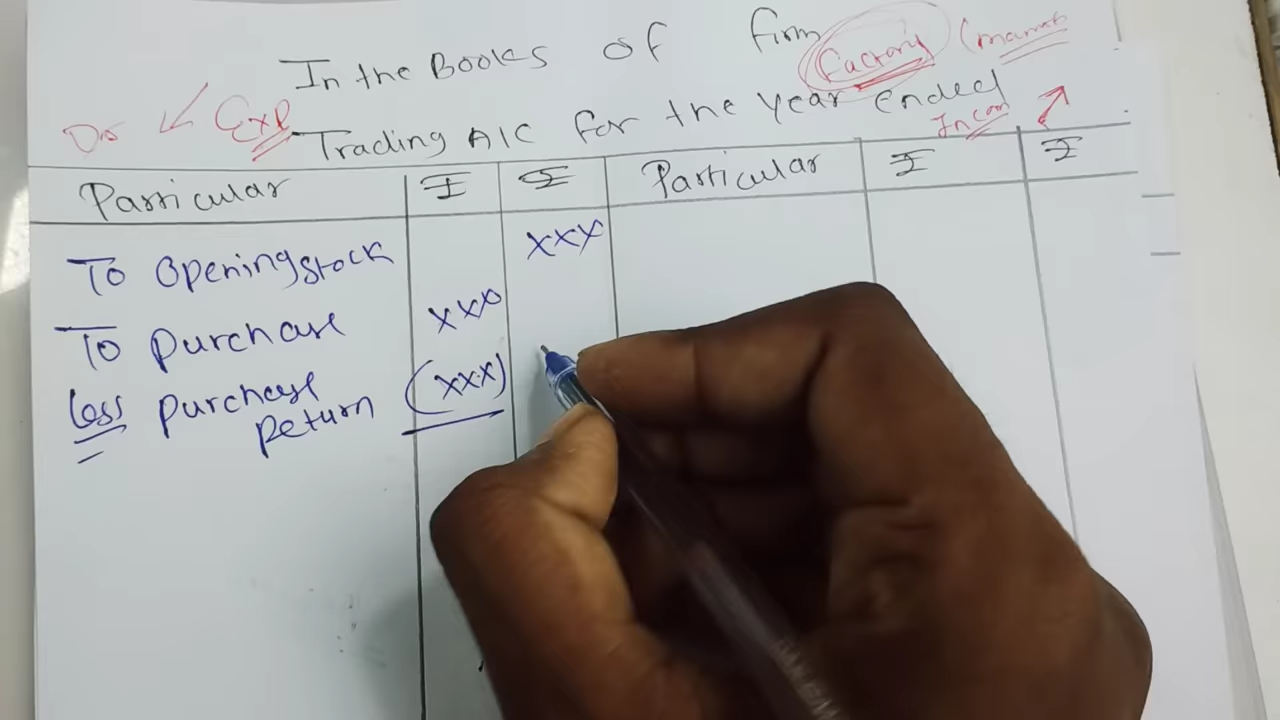 In the Books of firm
Factory (market
Dr Exp
Trading A/C for the year ended
Incom
Particular ₹ ₹ Particular ₹ ₹
To Opening Stock xxx
To purchase xxx
Less purchase (xxx)
Return